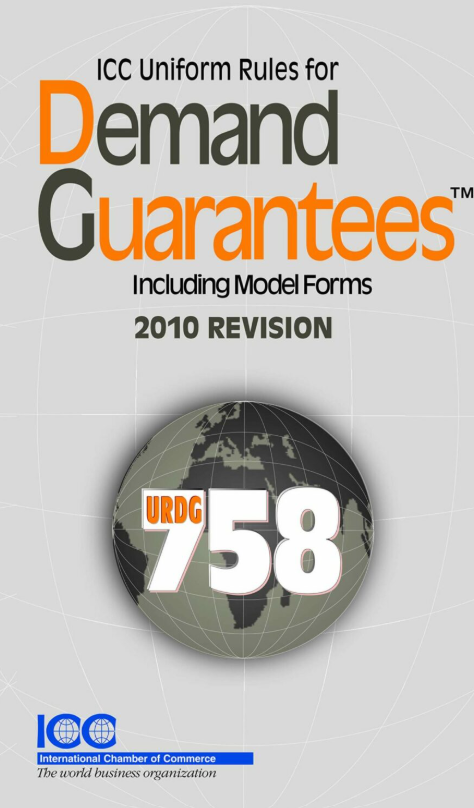 ICC Uniform Rules for
Demand
Guarantees™
Including Model Forms
2010 REVISION
URDG
758
ICC
International Chamber of Commerce
The world business organization